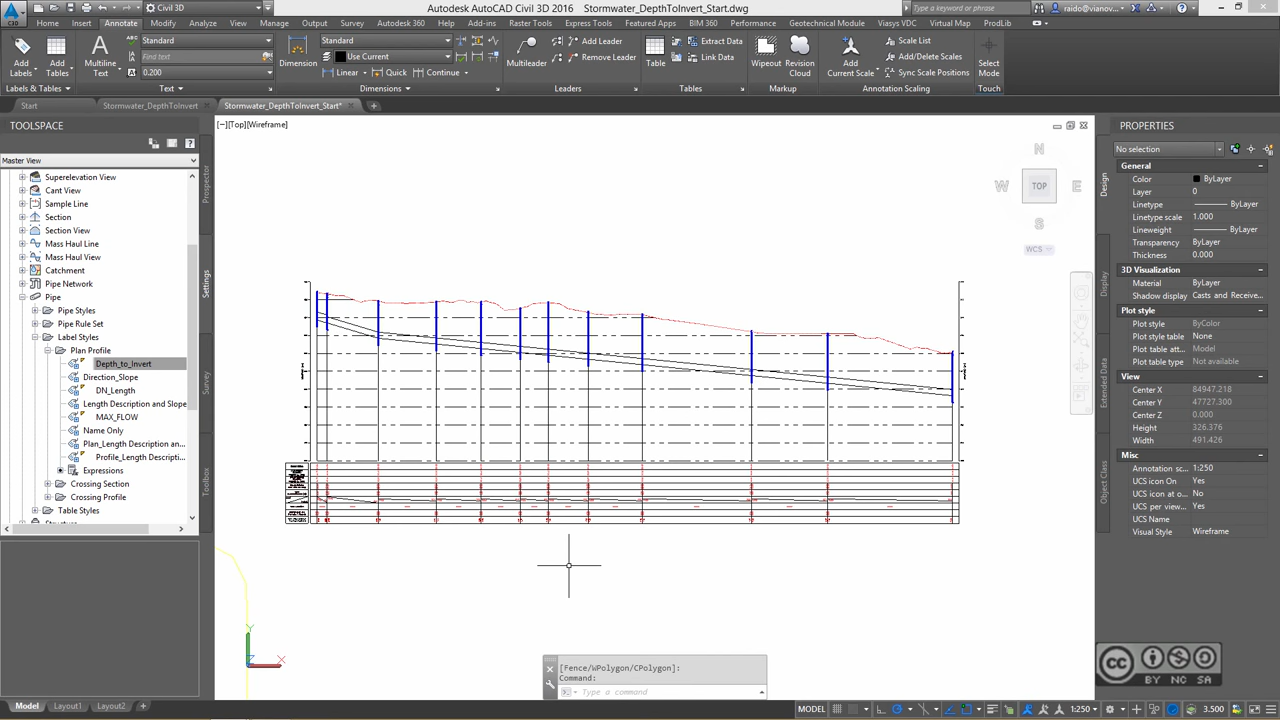 Civil 3D
Autodesk AutoCAD Civil 3D 2016   Stormwater_DepthToInvert_Start.dwg
Type a keyword or phrase
raido@vianov...
Home Insert Annotate Modify Analyze View Manage Output Survey Autodesk 360 Help Add-ins Raster Tools Express Tools Featured Apps BIM 360 Performance Geotechnical Module Viasys VDC Virtual Map ProdLib
Add Labels
Add Tables
Labels & Tables
Multiline Text
Standard
Find text
0.200
Text
Dimension
Standard
Use Current
Linear Quick Continue
Dimensions
Multileader
Add Leader
Remove Leader
Leaders
Table
Extract Data
Link Data
Tables
Wipeout
Revision Cloud
Markup
Add Current Scale
Scale List
Add/Delete Scales
Sync Scale Positions
Annotation Scaling
Select Mode
Touch
Start Stormwater_DepthToInvert Stormwater_DepthToInvert_Start*
TOOLSPACE
Master View
Superelevation View
Cant View
Sample Line
Section
Section View
Mass Haul Line
Mass Haul View
Catchment
Pipe Network
Pipe
Pipe Styles
Pipe Rule Set
Label Styles
Plan Profile
Depth_to_Invert
Direction_Slope
DN_Length
Length Description and Slope
MAX_FLOW
Name Only
Plan_Length Description an...
Profile_Length Descripti...
Expressions
Crossing Section
Crossing Profile
Table Styles
Prospector
Settings
Survey
Toolbox
[−][Top][Wireframe]
N
W TOP E
S
WCS
[Fence/WPolygon/CPolygon]:
Command:
Type a command
Y
X
PROPERTIES
No selection
General
Color ByLayer
Layer 0
Linetype ByLayer
Linetype scale 1.000
Lineweight ByLayer
Transparency ByLayer
Thickness 0.000
3D Visualization
Material ByLayer
Shadow display Casts and Receive...
Plot style
Plot style ByColor
Plot style table None
Plot table att... Model
Plot table type Not available
View
Center X 84947.218
Center Y 47727.300
Center Z 0.000
Height 326.376
Width 491.426
Misc
Annotation sc... 1:250
UCS icon On Yes
UCS icon at o... No
UCS per view... Yes
UCS Name
Visual Style Wireframe
Design
Display
Extended Data
Object Class
CC
BY NC SA
Model Layout1 Layout2
MODEL 1:250 3.500